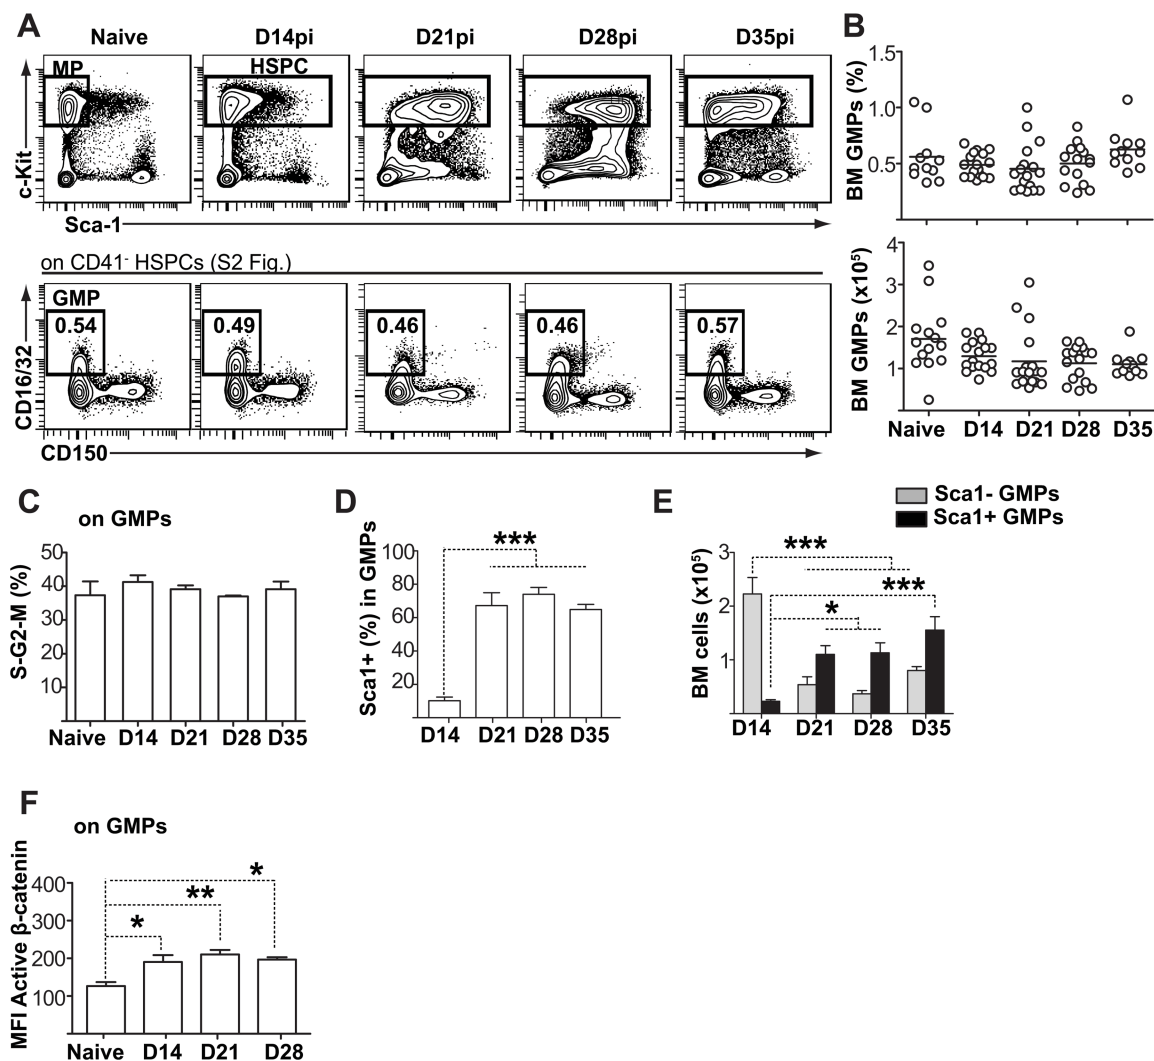 A
Naive D14pi D21pi D28pi D35pi
MP HSPC
c-Kit
Sca-1
on CD41- HSPCs (S2 Fig.)
GMP
0.54 0.49 0.46 0.46 0.57
CD16/32
CD150
B
BM GMPs (%)
1.5
1.0
0.5
BM GMPs (x10⁵)
4
3
2
1
0
Naive D14 D21 D28 D35
C
on GMPs
S-G2-M (%)
50
40
30
20
10
Naive D14 D21 D28 D35
D
Sca1+ (%) in GMPs
***
100
80
60
40
20
D14 D21 D28 D35
E
Sca1- GMPs
Sca1+ GMPs
BM cells (x10⁵)
3
2
1
***
***
*
D14 D21 D28 D35
F
on GMPs
MFI Active β-catenin
400
300
200
100
*
**
*
Naive D14 D21 D28